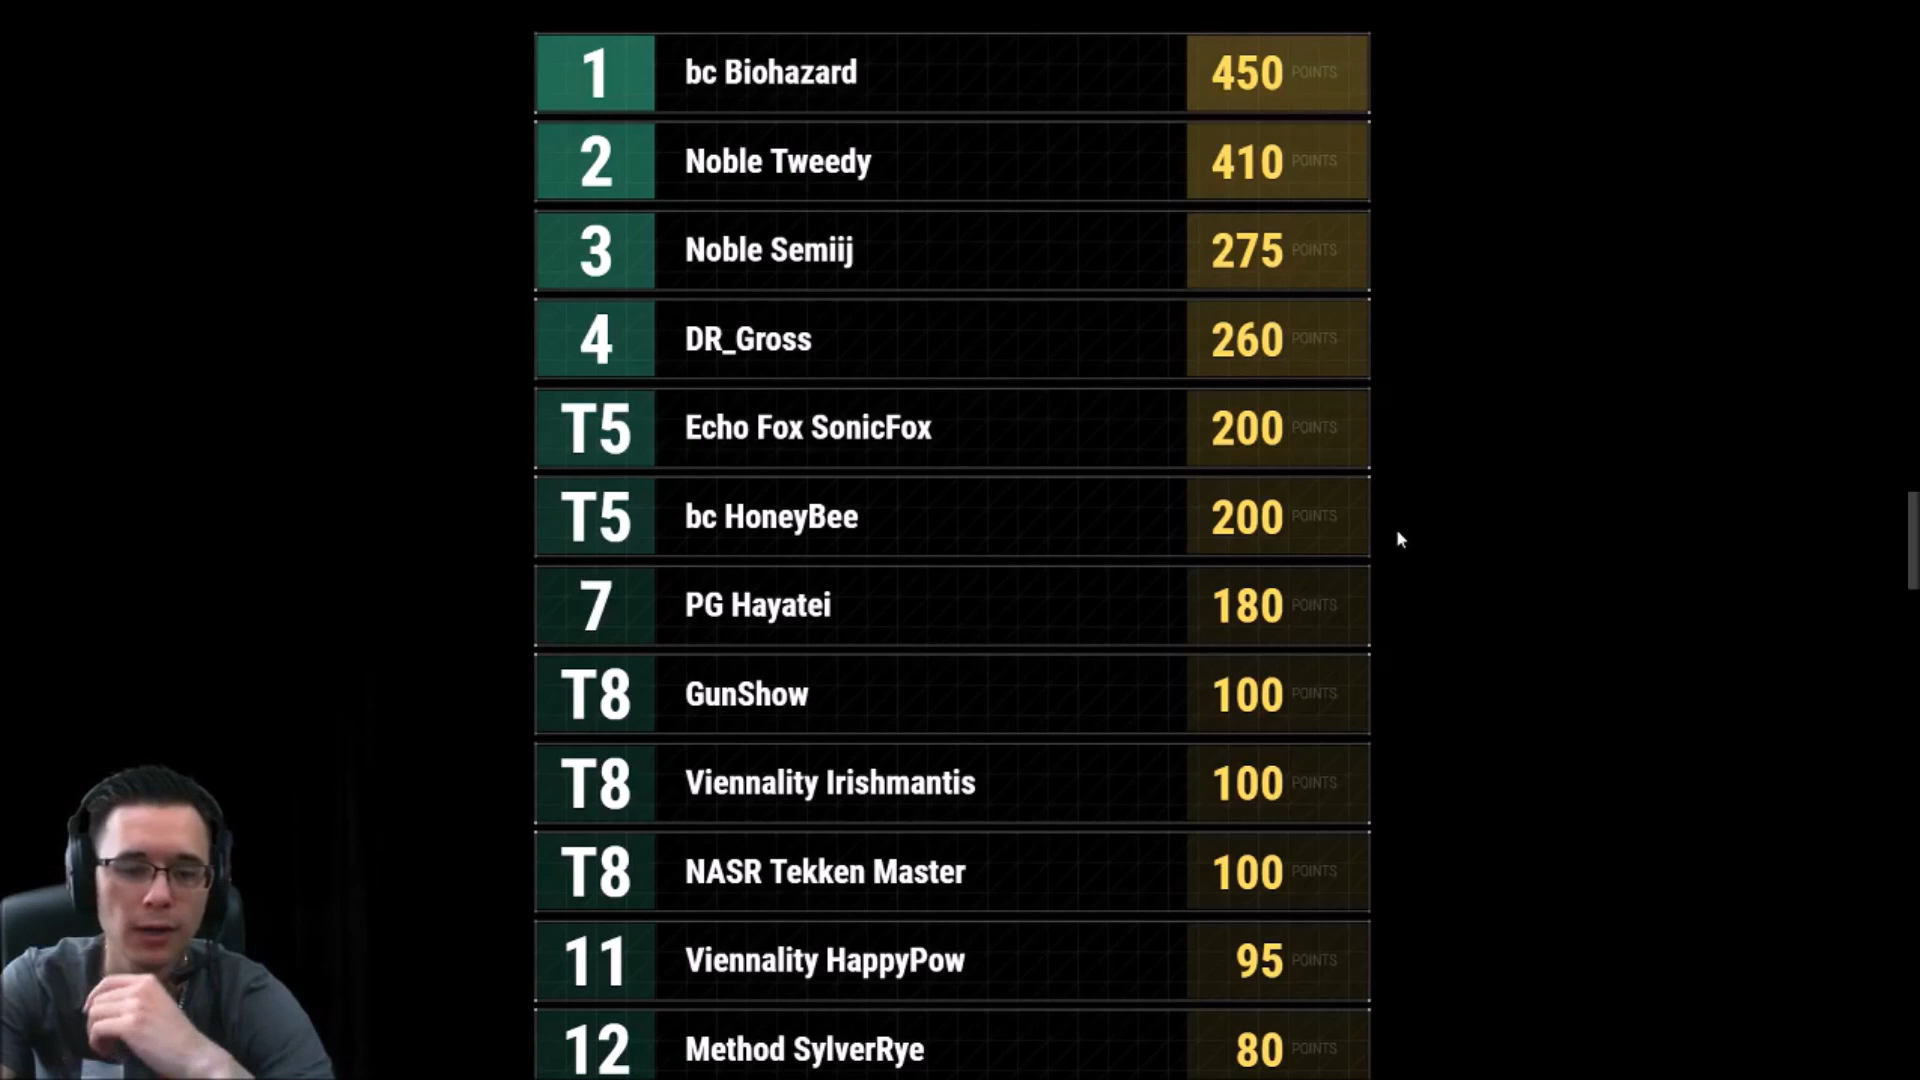 1 bc Biohazard 450 POINTS
2 Noble Tweedy 410 POINTS
3 Noble Semiij 275 POINTS
4 DR_Gross 260 POINTS
T5 Echo Fox SonicFox 200 POINTS
T5 bc HoneyBee 200 POINTS
7 PG Hayatei 180 POINTS
T8 GunShow 100 POINTS
T8 Viennality Irishmantis 100 POINTS
T8 NASR Tekken Master 100 POINTS
11 Viennality HappyPow 95 POINTS
12 Method SylverRye 80 POINTS